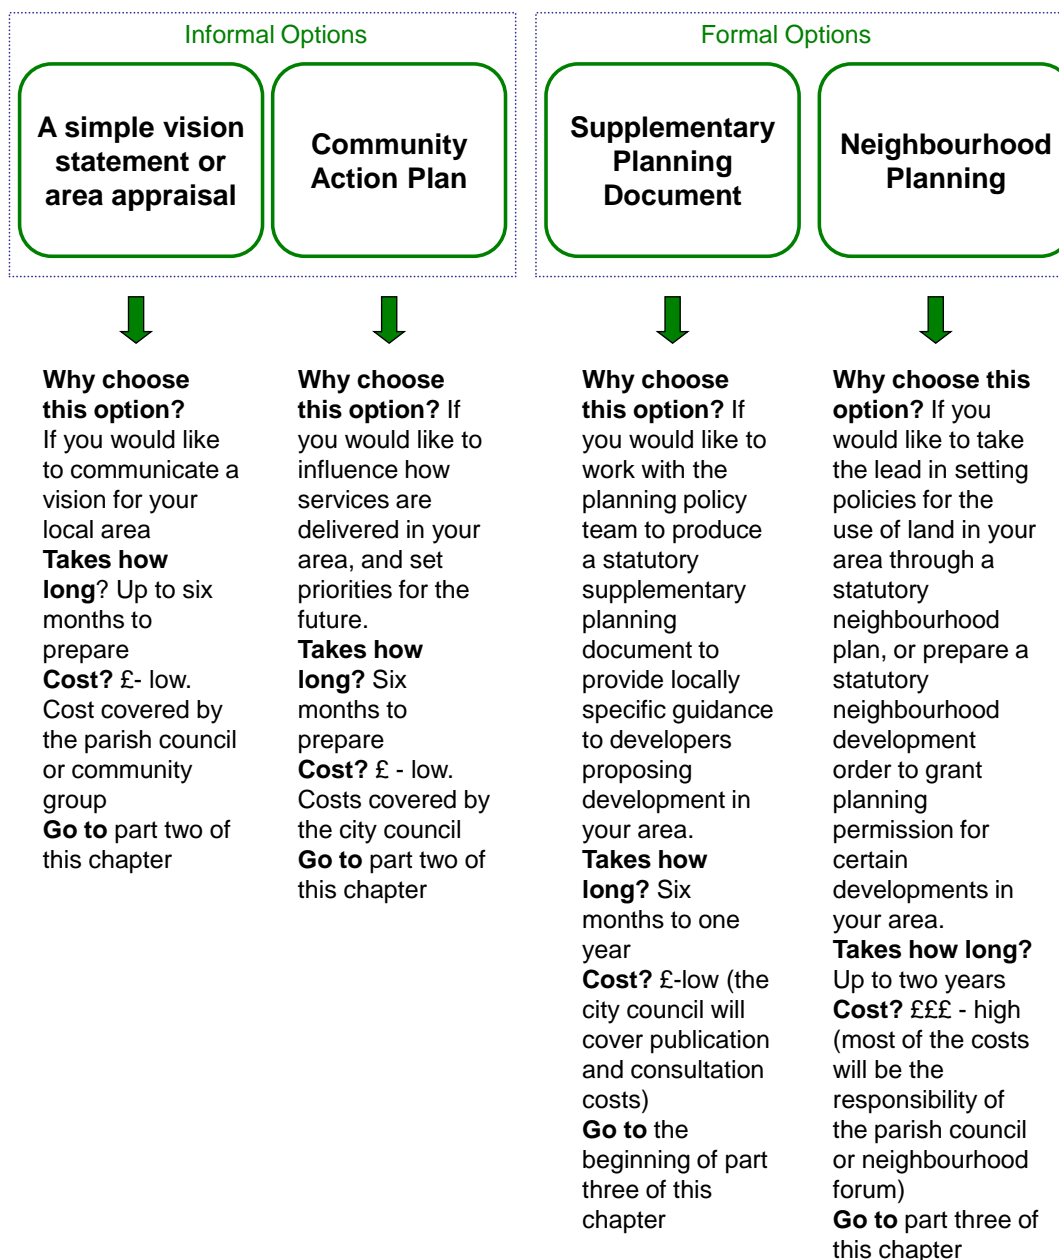 Informal Options
A simple vision
statement or
area appraisal
Community
Action Plan
Formal Options
Supplementary
Planning
Document
Neighbourhood
Planning
Why choose
this option?
If you would like
to communicate a
vision for your
local area
Takes how
long? Up to six
months to
prepare
Cost? £- low.
Cost covered by
the parish council
or community
group
Go to part two of
this chapter
Why choose
this option? If
you would like to
influence how
services are
delivered in your
area, and set
priorities for the
future.
Takes how
long? Six
months to
prepare
Cost? £ - low.
Costs covered by
the city council
Go to part two of
this chapter
Why choose
this option? If
you would like to
work with the
planning policy
team to produce
a statutory
supplementary
planning
document to
provide locally
specific guidance
to developers
proposing
development in
your area.
Takes how
long? Six
months to one
year
Cost? £-low (the
city council will
cover publication
and consultation
costs)
Go to the
beginning of part
three of this
chapter
Why choose this
option? If you
would like to take
the lead in setting
policies for the
use of land in your
area through a
statutory
neighbourhood
plan, or prepare a
statutory
neighbourhood
development
order to grant
planning
permission for
certain
developments in
your area.
Takes how long?
Up to two years
Cost? £££ - high
(most of the costs
will be the
responsibility of
the parish council
or neighbourhood
forum)
Go to part three of
this chapter